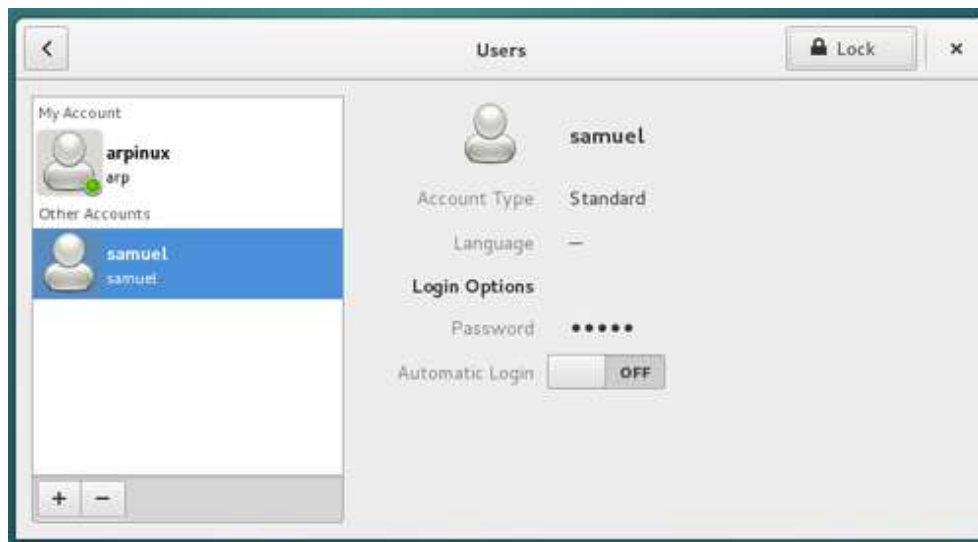 Users
Lock
My Account
arpinux
arp
Other Accounts
samuel
samuel
samuel
Account Type Standard
Language —
Login Options
Password •••••
Automatic Login OFF